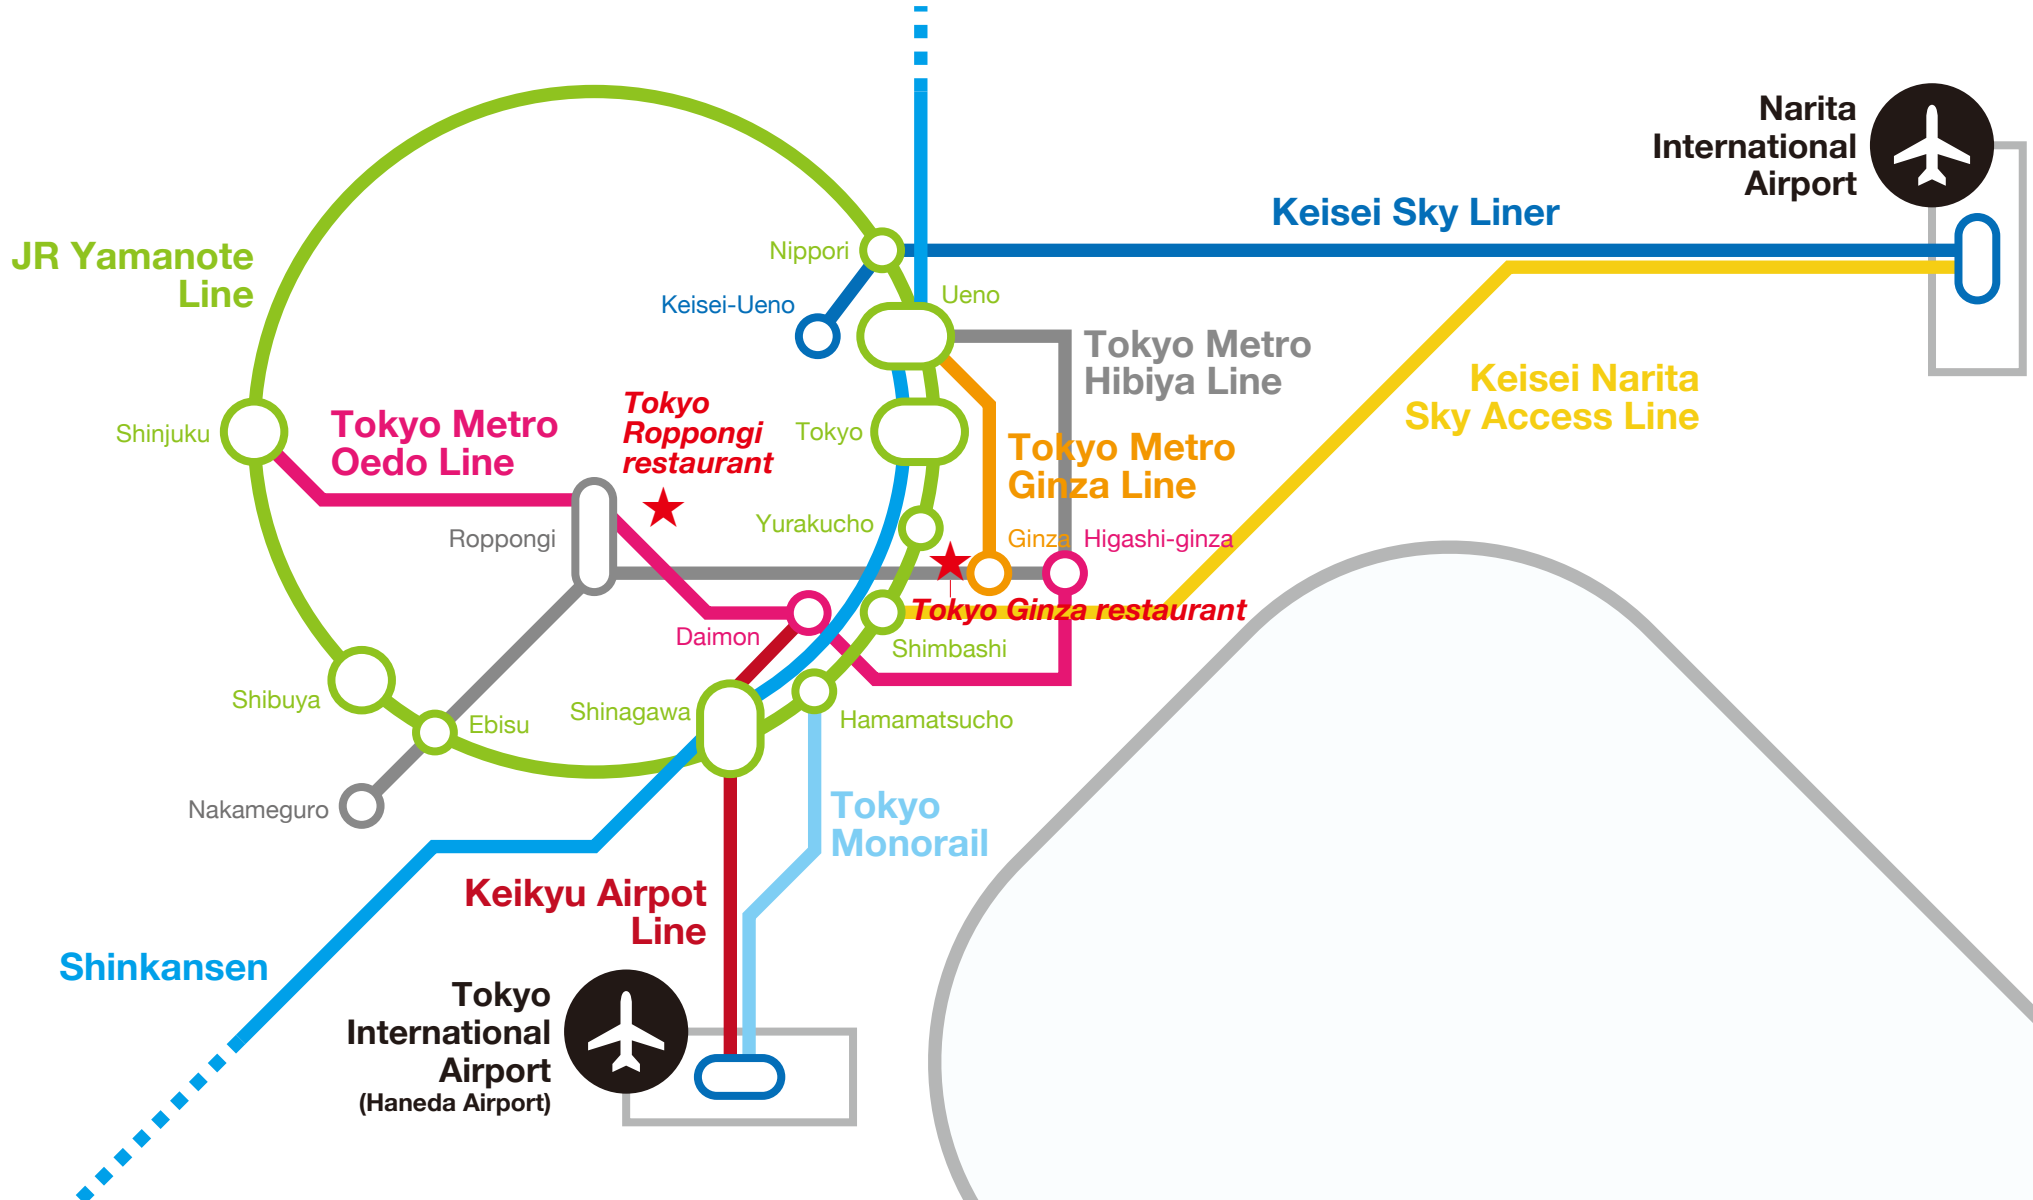 Narita
International
Airport
Keisei Sky Liner
JR Yamanote
Line
Nippori
Keisei-Ueno
Ueno
Tokyo Metro
Hibiya Line
Keisei Narita
Sky Access Line
Shinjuku
Tokyo Metro
Oedo Line
Tokyo
Roppongi
restaurant
Tokyo
Tokyo Metro
Ginza Line
Roppongi
Yurakucho
Ginza
Higashi-ginza
Tokyo Ginza restaurant
Daimon
Shimbashi
Shibuya
Ebisu
Shinagawa
Hamamatsucho
Nakameguro
Tokyo
Monorail
Keikyu Airpot
Line
Shinkansen
Tokyo
International
Airport
(Haneda Airport)